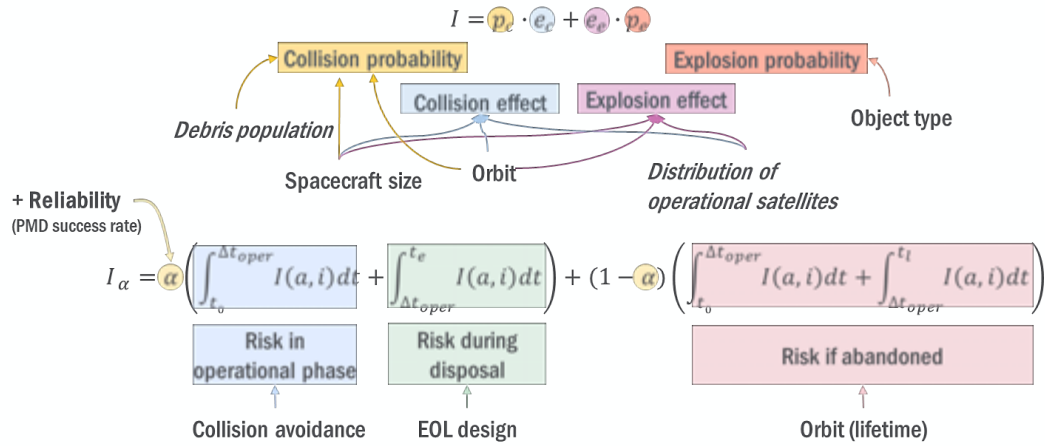 I = p_c · e_c + e_e · p_e
Collision probability
Explosion probability
Collision effect
Explosion effect
Debris population
Object type
Spacecraft size
Orbit
Distribution of
operational satellites
+ Reliability
(PMD success rate)
I_α = α ( ∫_{t_0}^{Δt_oper} I(a, i)dt + ∫_{Δt_oper}^{t_e} I(a, i)dt ) + (1 − α) ( ∫_{t_0}^{Δt_oper} I(a, i)dt + ∫_{Δt_oper}^{t_l} I(a, i)dt )
Risk in
operational phase
Risk during
disposal
Risk if abandoned
Collision avoidance
EOL design
Orbit (lifetime)